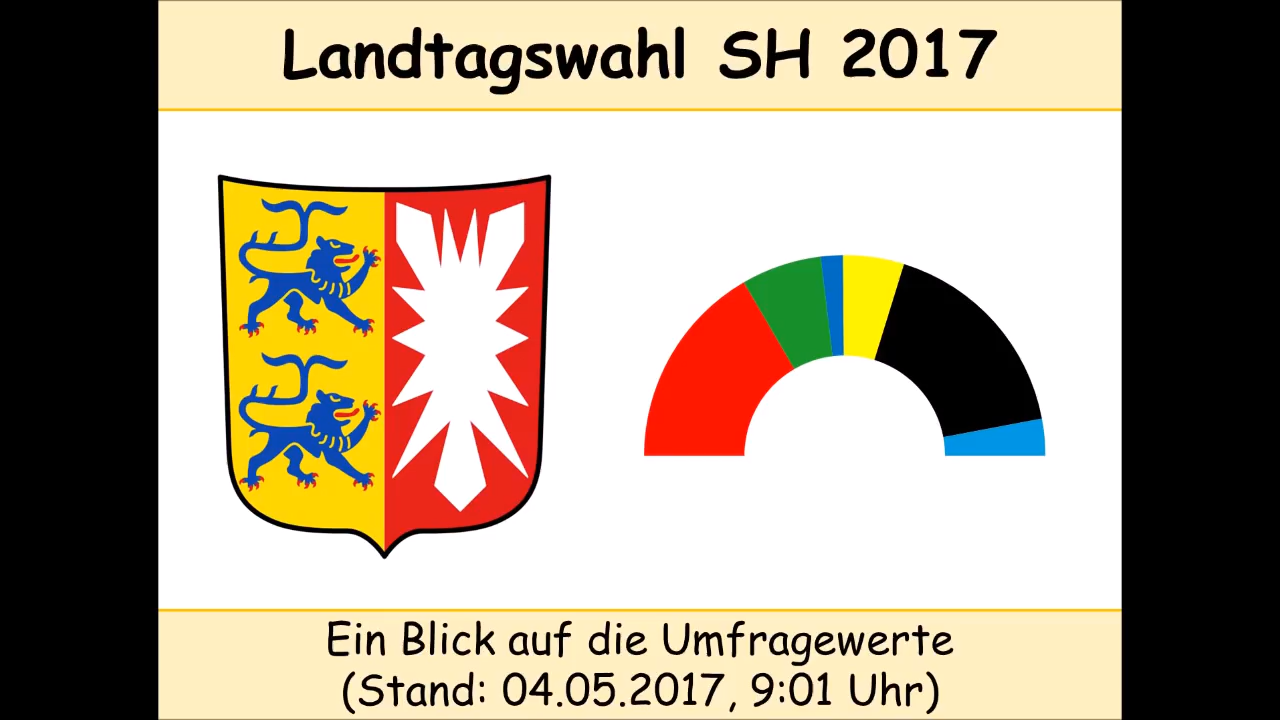 Landtagswahl SH 2017
Ein Blick auf die Umfragewerte
(Stand: 04.05.2017, 9:01 Uhr)